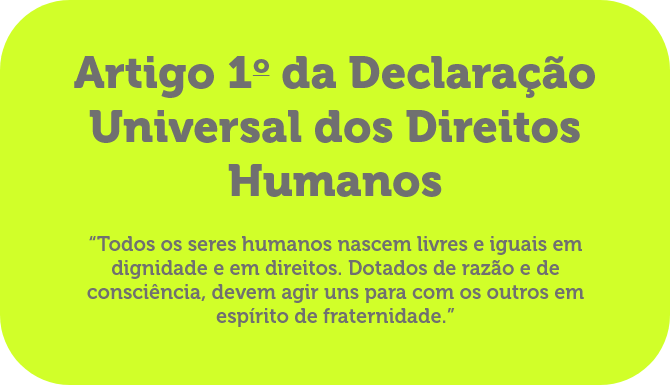 Artigo 1º da Declaração
Universal dos Direitos
Humanos
“Todos os seres humanos nascem livres e iguais em
dignidade e em direitos. Dotados de razão e de
consciência, devem agir uns para com os outros em
espírito de fraternidade.”